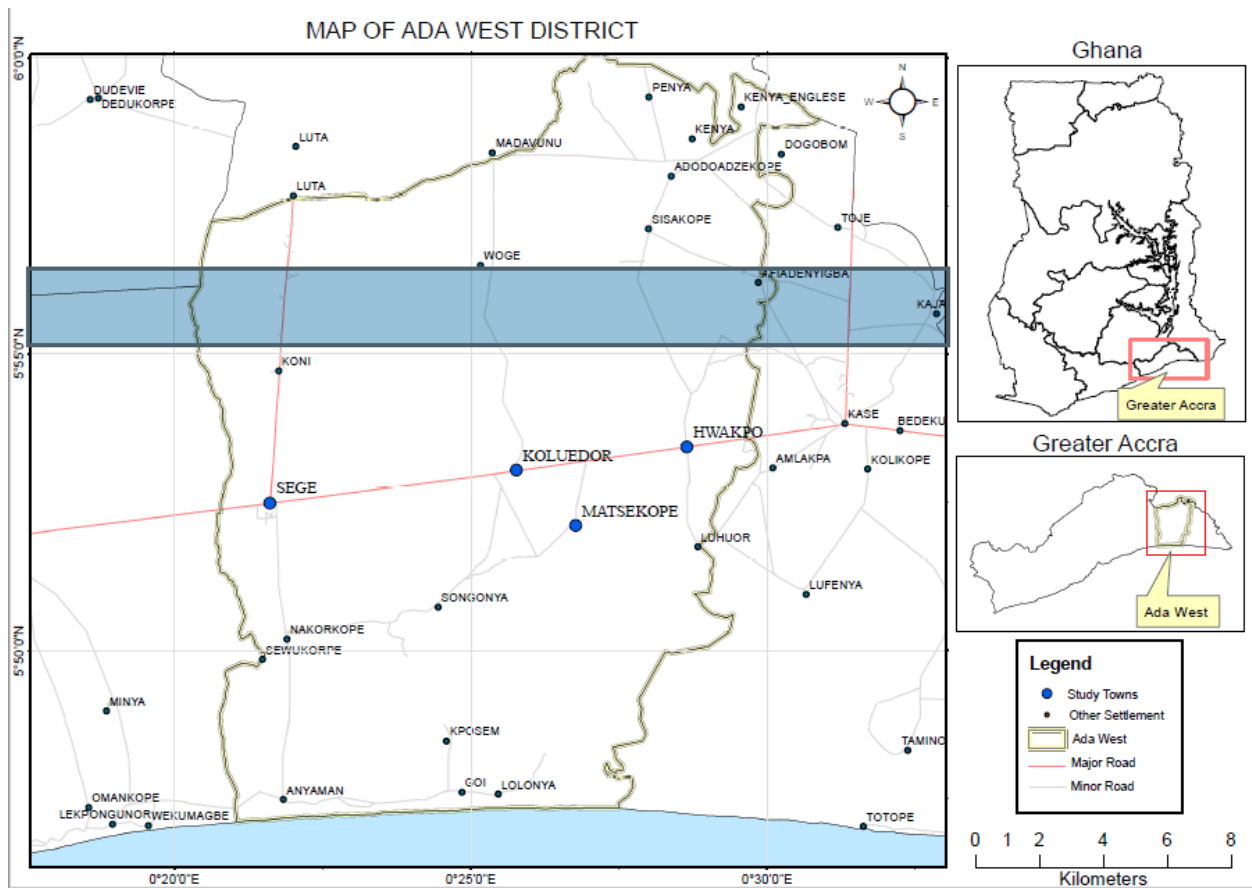 MAP OF ADA WEST DISTRICT
6°0'0"N
5°55'0"N
5°50'0"N
0°20'0"E
0°25'0"E
0°30'0"E
N
W
E
S
DUDEVIE
DEDUKORPE
LUTA
LUTA
MADAVUNU
PENYA
KENYA_ENGLESE
KENYA
DOGOBOM
ADODOADZEKOPE
SISAKOPE
TOJE
WOGE
AFIADENYIGBA
KAJA
KONI
KASE
BEDEKU
HWAKPO
KOLUEDOR
AMLAKPA
KOLIKOPE
SEGE
MATSEKOPE
LUHUOR
LUFENYA
SONGONYA
NAKORKOPE
SEWUKORPE
MINYA
KPOSEM
TAMINO
GOI
LOLONYA
ANYAMAN
OMANKOPE
LEKPONGUNOR
WEKUMAGBE
TOTOPE
Ghana
Greater Accra
Greater Accra
Ada West
Legend
Study Towns
Other Settlement
Ada West
Major Road
Minor Road
0 1 2 4 6 8
Kilometers